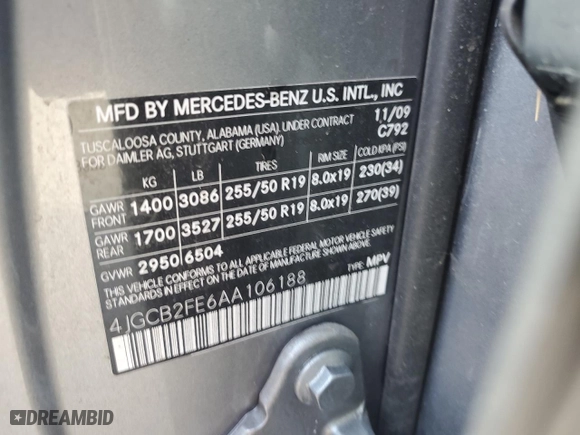 MFD BY MERCEDES-BENZ U.S. INTL., INC
TUSCALOOSA COUNTY, ALABAMA (USA), UNDER CONTRACT 11/09
FOR DAIMLER AG, STUTTGART (GERMANY) C792
KG LB TIRES RIM SIZE COLD KPA (PSI)
GAWR FRONT 1400 3086 255/50 R19 8.0x19 230(34)
GAWR REAR 1700 3527 255/50 R19 8.0x19 270(39)
GVWR 2950 6504
THIS VEHICLE CONFORMS TO ALL APPLICABLE FEDERAL MOTOR VEHICLE SAFETY
STANDARDS IN EFFECT ON THE DATE OF MANUFACTURE SHOWN ABOVE.
4JGCB2FE6AA106188 TYPE: MPV
DREAMBID